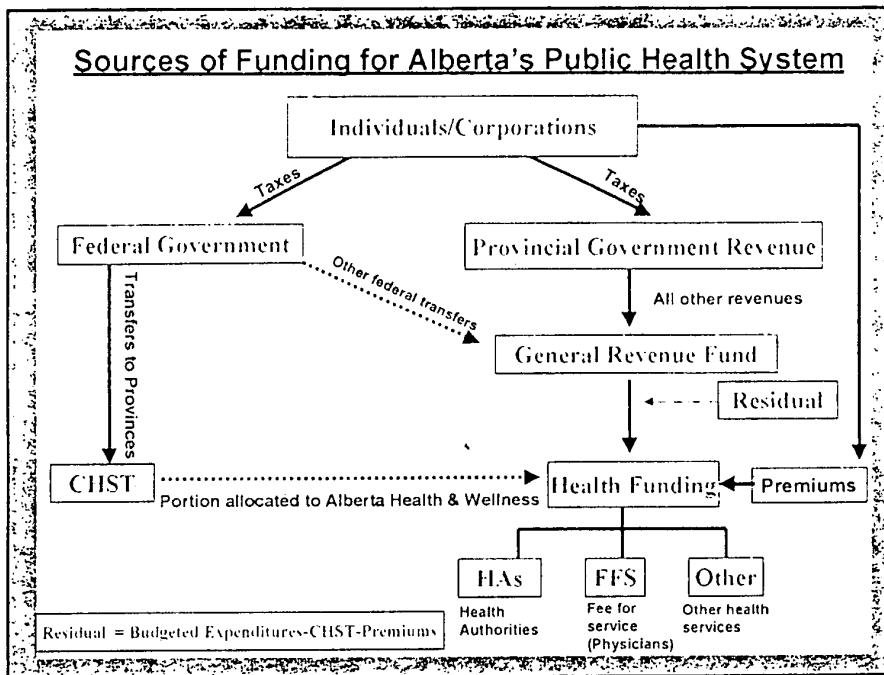 Sources of Funding for Alberta's Public Health System
Individuals/Corporations
Taxes
Taxes
Federal Government
Provincial Government Revenue
Other federal transfers
All other revenues
Transfers to Provinces
General Revenue Fund
Residual
CHST
Portion allocated to Alberta Health & Wellness
Health Funding
Premiums
HAs
FFS
Other
Health
Authorities
Fee for
service
(Physicians)
Other health
services
Residual = Budgeted Expenditures-CHST-Premiums